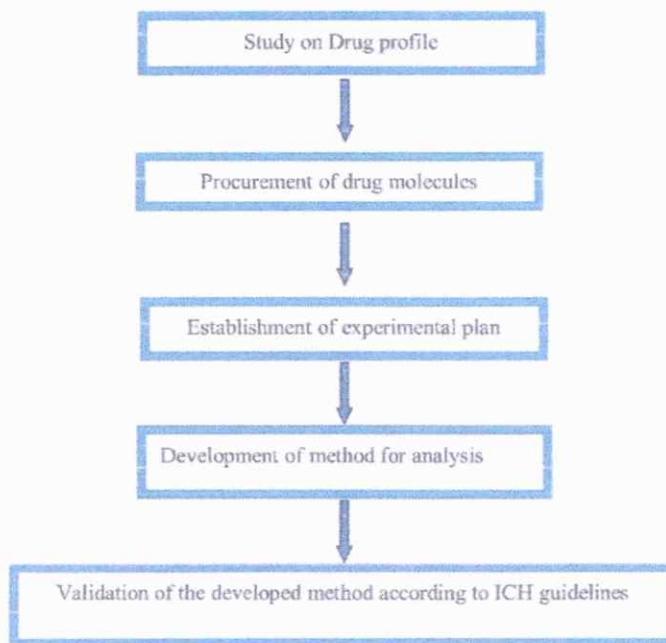 Study on Drug profile
Procurement of drug molecules
Establishment of experimental plan
Development of method for analysis
Validation of the developed method according to ICH guidelines